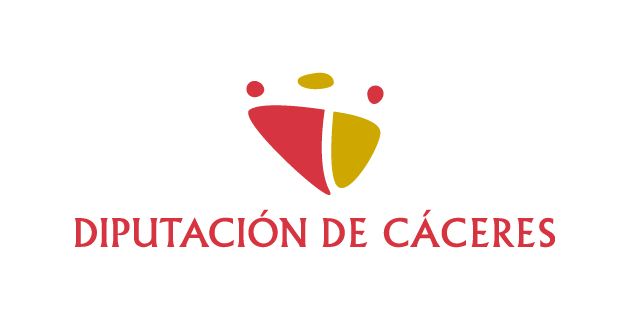 DIPUTACIÓN DE CÁCERES